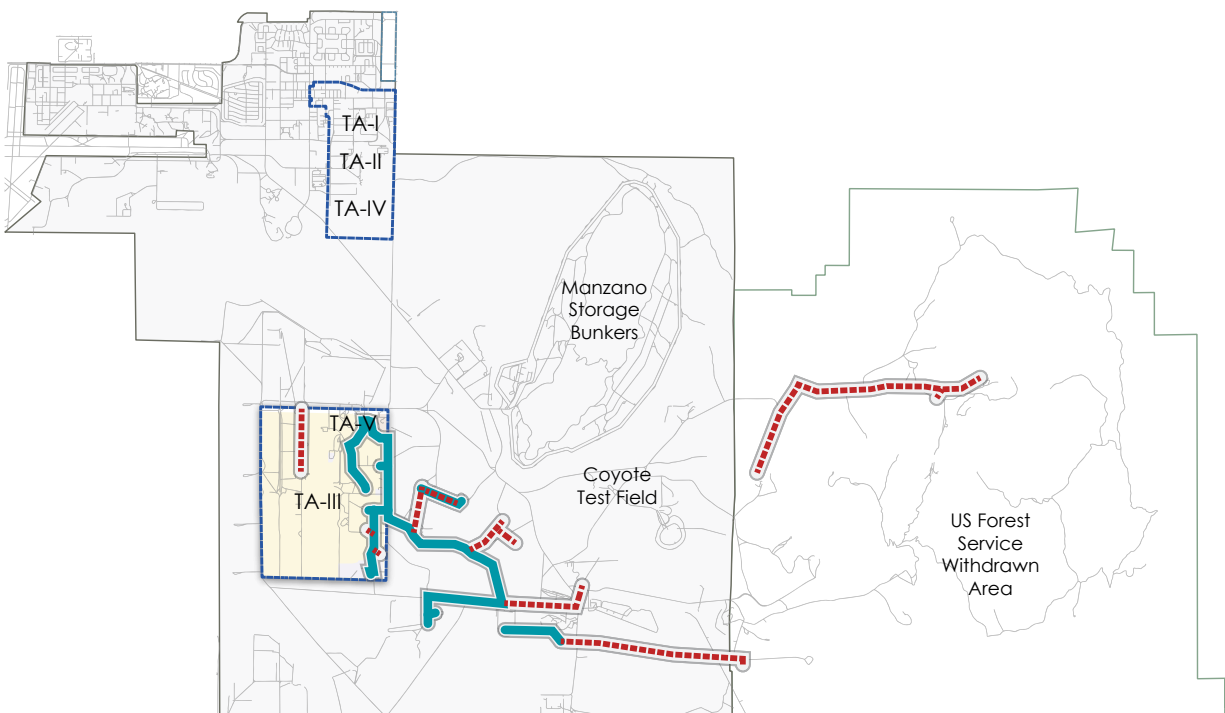 TA-I
TA-II
TA-IV
Manzano
Storage
Bunkers
TA-V
TA-III
Coyote
Test Field
US Forest
Service
Withdrawn
Area